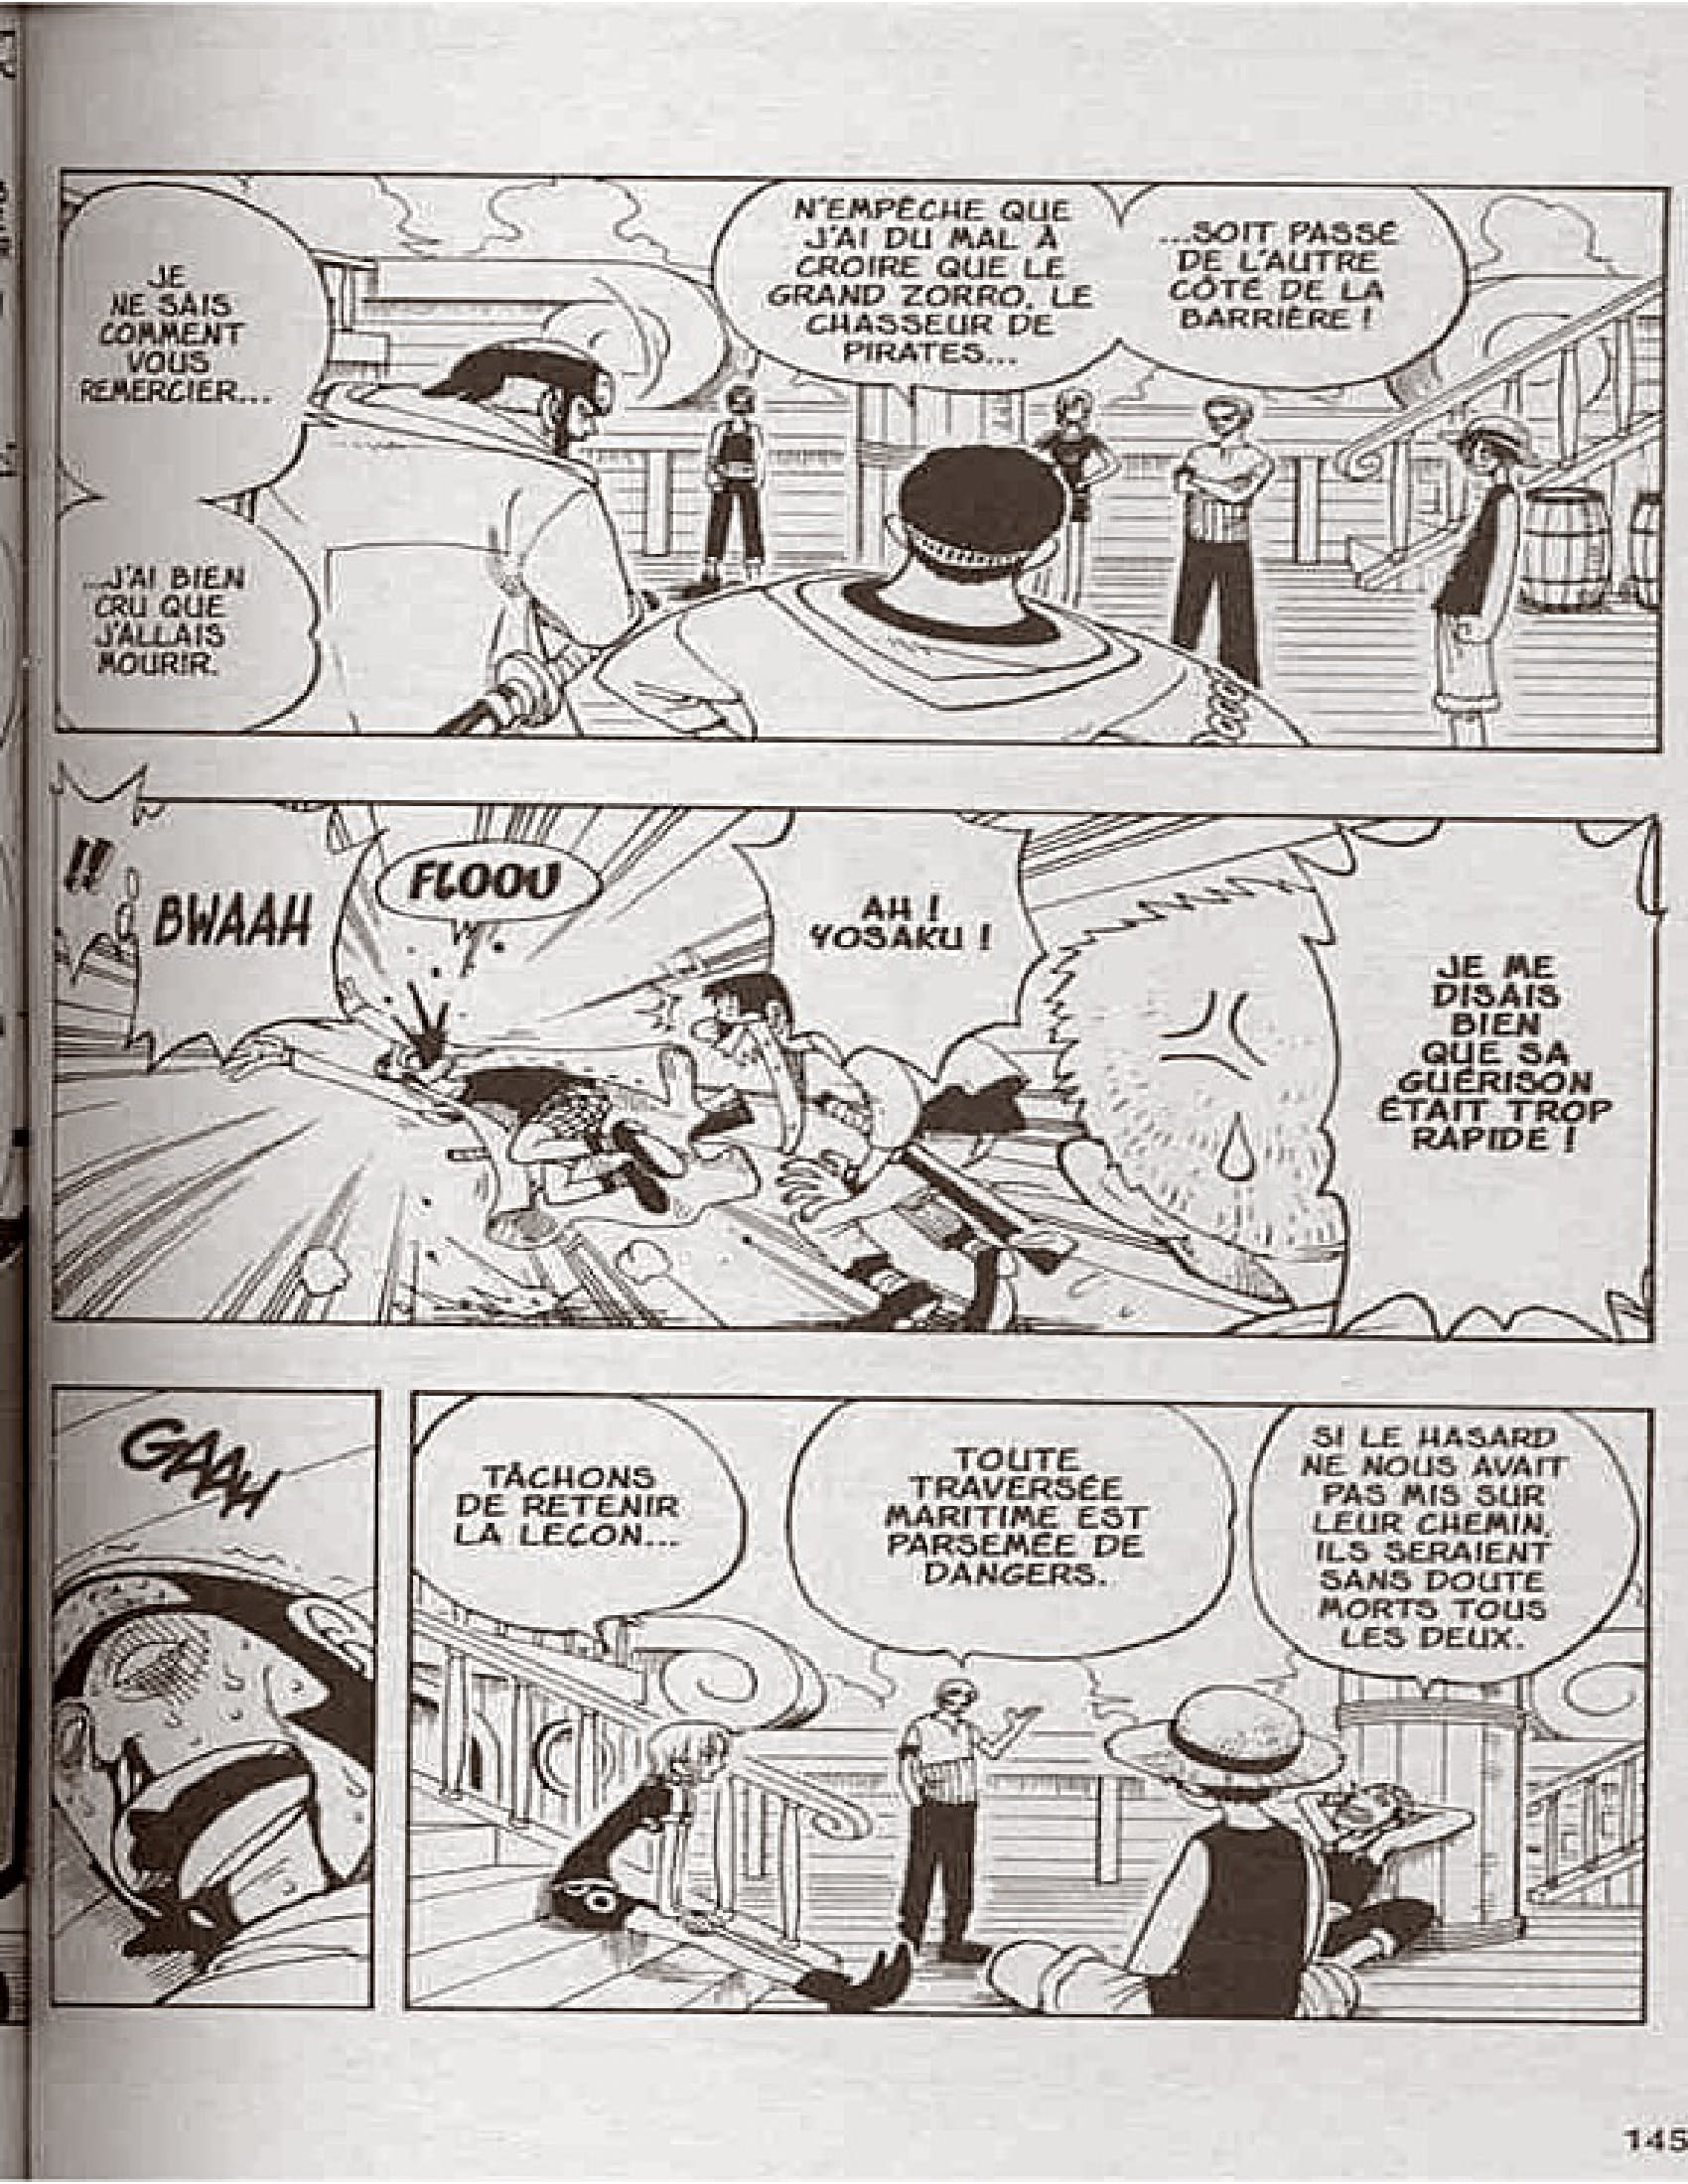 JE
NE SAIS
COMMENT
VOUS
REMERCIER...
...J'AI BIEN
CRU QUE
J'ALLAIS
MOURIR.
N'EMPÊCHE QUE
J'AI DU MAL À
CROIRE QUE LE
GRAND ZORRO, LE
CHASSEUR DE
PIRATES...
...SOIT PASSÉ
DE L'AUTRE
CÔTÉ DE LA
BARRIÈRE !
!!
BWAAH
FLOOU
AH !
YOSAKU !
JE ME
DISAIS
BIEN
QUE SA
GUÉRISON
ÉTAIT TROP
RAPIDE !
GAAH
TÂCHONS
DE RETENIR
LA LEÇON...
TOUTE
TRAVERSÉE
MARITIME EST
PARSEMÉE DE
DANGERS.
SI LE HASARD
NE NOUS AVAIT
PAS MIS SUR
LEUR CHEMIN,
ILS SERAIENT
SANS DOUTE
MORTS TOUS
LES DEUX.
145